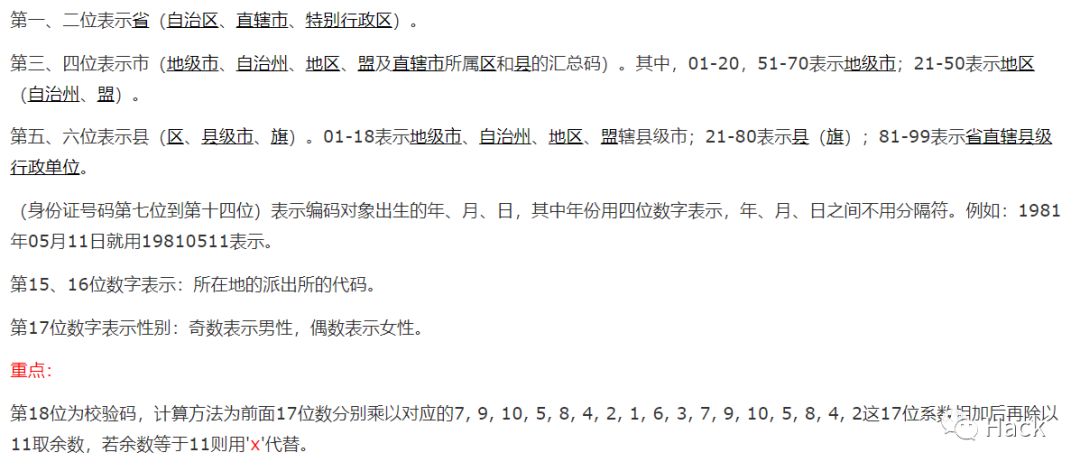 第一、二位表示省（自治区、直辖市、特别行政区）。
第三、四位表示市（地级市、自治州、地区、盟及直辖市所属区和县的汇总码）。其中，01-20，51-70表示地级市；21-50表示地区
（自治州、盟）。
第五、六位表示县（区、县级市、旗）。01-18表示地级市、自治州、地区、盟辖县级市；21-80表示县（旗）；81-99表示省直辖县级
行政单位。
（身份证号码第七位到第十四位）表示编码对象出生的年、月、日，其中年份用四位数字表示，年、月、日之间不用分隔符。例如：1981
年05月11日就用19810511表示。
第15、16位数字表示：所在地的派出所的代码。
第17位数字表示性别：奇数表示男性，偶数表示女性。
重点：
第18位为校验码，计算方法为前面17位数分别乘以对应的7, 9, 10, 5, 8, 4, 2, 1, 6, 3, 7, 9, 10, 5, 8, 4, 2这17位系数相加后再除以
11取余数，若余数等于11则用'x'代替。
Hack